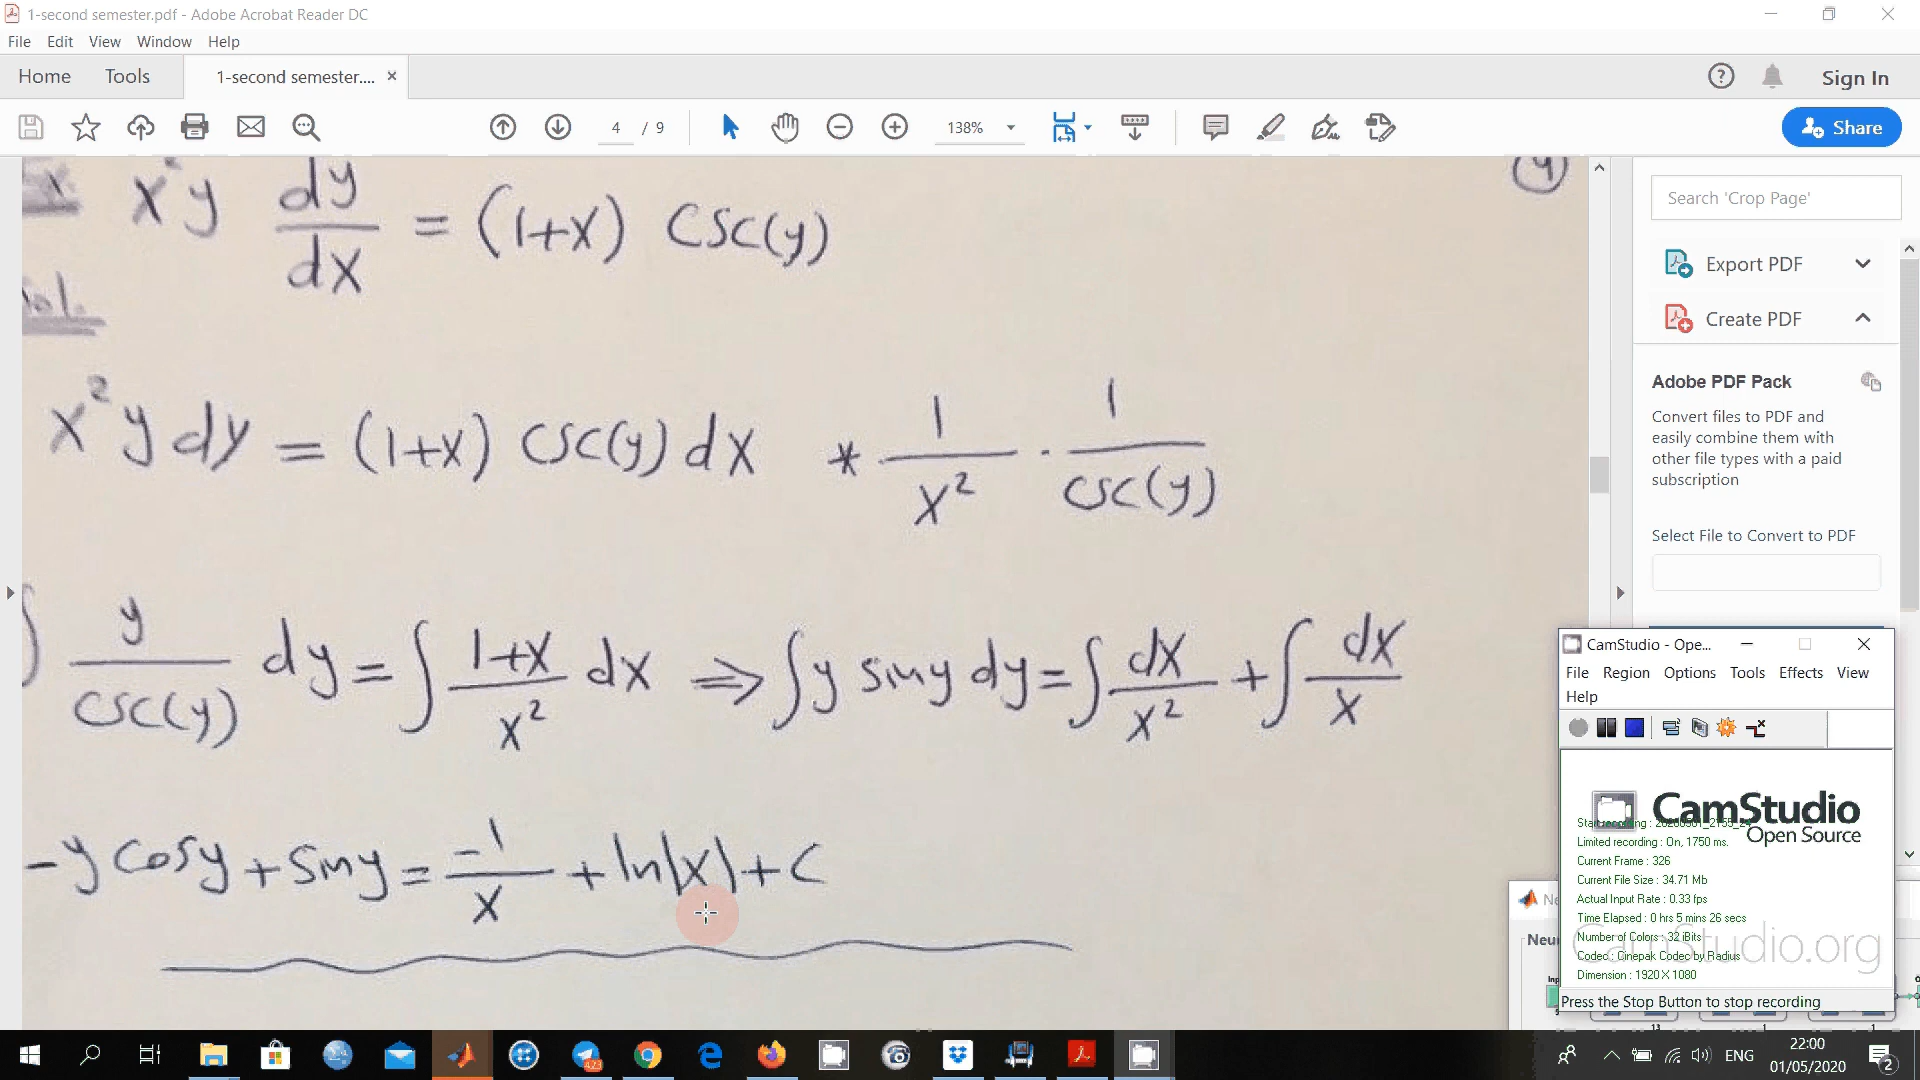 1-second semester.pdf - Adobe Acrobat Reader DC
File Edit View Window Help
Home Tools 1-second semester.... × Sign In
4 / 9 138% Share
x²y dy/dx = (1+x) csc(y)
(4)
x²y dy = (1+x) csc(y) dx * 1/x² · 1/csc(y)
∫ y/csc(y) dy = ∫ 1+x/x² dx ⇒ ∫ y sin y dy = ∫ dx/x² + ∫ dx/x
-y cos y + sin y = -1/x + ln|x| + c
Search 'Crop Page'
Export PDF
Create PDF
Adobe PDF Pack
Convert files to PDF and
easily combine them with
other file types with a paid
subscription
Select File to Convert to PDF
CamStudio - Ope...
File Region Options Tools Effects View
Help
CamStudio
Open Source
Limited recording : On, 1750 ms.
Current Frame : 326
Current File Size : 34.71 Mb
Actual Input Rate : 0.33 fps
Time Elapsed : 0 hrs 5 mins 26 secs
Number of Colors : 32 iBits
Codec : Cinepak Codec by Radius
Dimension : 1920 X 1080
CamStudio.org
Press the Stop Button to stop recording
423
ENG
22:00
01/05/2020
2